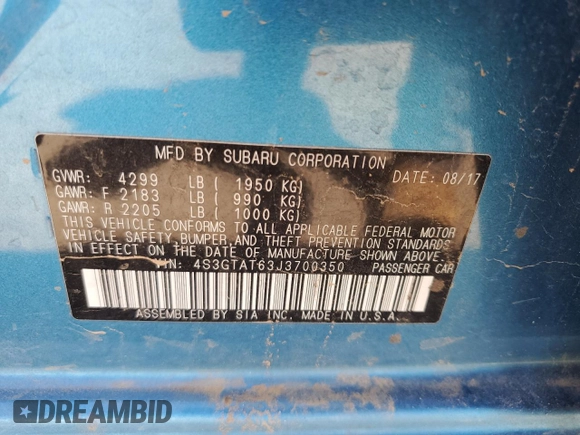 MFD BY SUBARU CORPORATION
GVWR: 4299 LB ( 1950 KG) DATE: 08/17
GAWR: F 2183 LB ( 990 KG)
GAWR: R 2205 LB ( 1000 KG)
THIS VEHICLE CONFORMS TO ALL APPLICABLE FEDERAL MOTOR
VEHICLE SAFETY, BUMPER, AND THEFT PREVENTION STANDARDS
IN EFFECT ON THE DATE OF MANUFACTURE SHOWN ABOVE.
VIN: 4S3GTAT63J3700350 PASSENGER CAR
ASSEMBLED BY SIA INC. MADE IN U.S.A.
DREAMBID